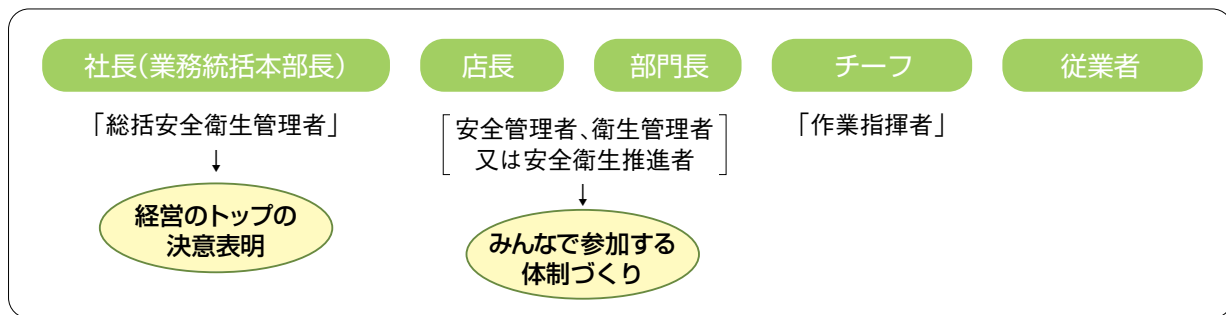 社長(業務統括本部長)
店長
部門長
チーフ
従業者
「総括安全衛生管理者」
安全管理者、衛生管理者
又は安全衛生推進者
「作業指揮者」
↓
↓
経営のトップの
決意表明
みんなで参加する
体制づくり